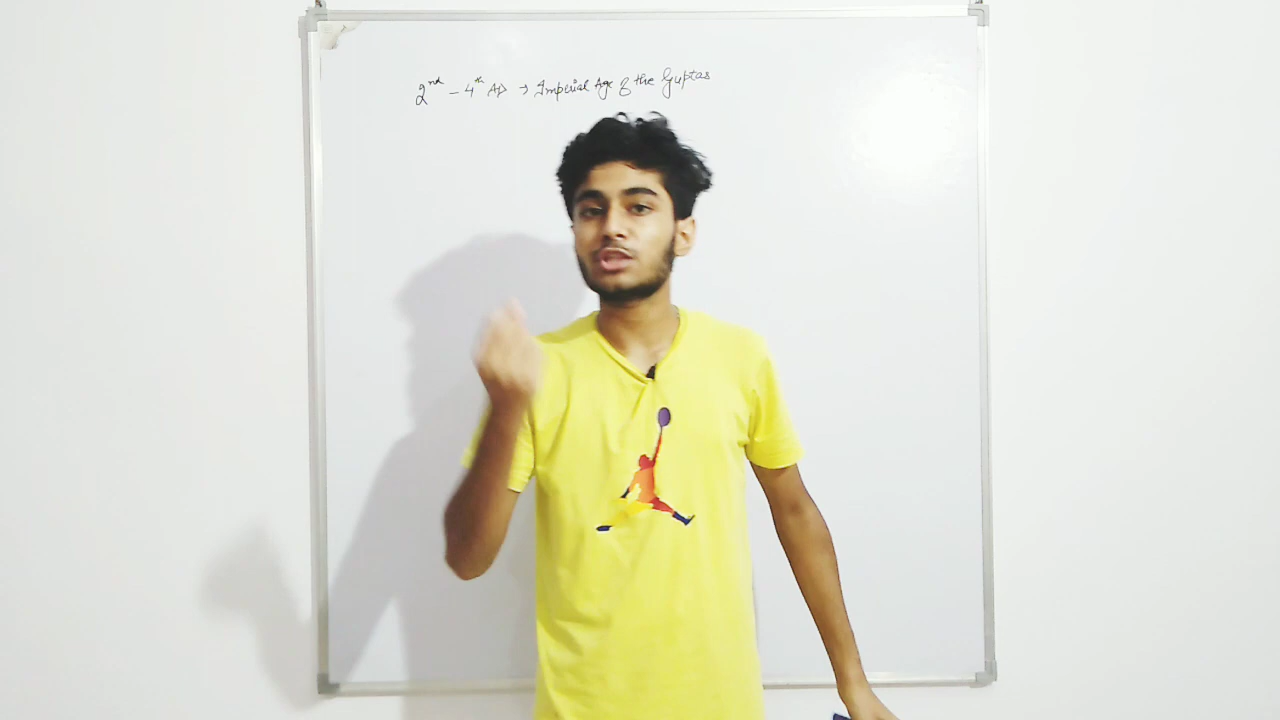 2nd - 4th AD → Imperial Age of the Guptas